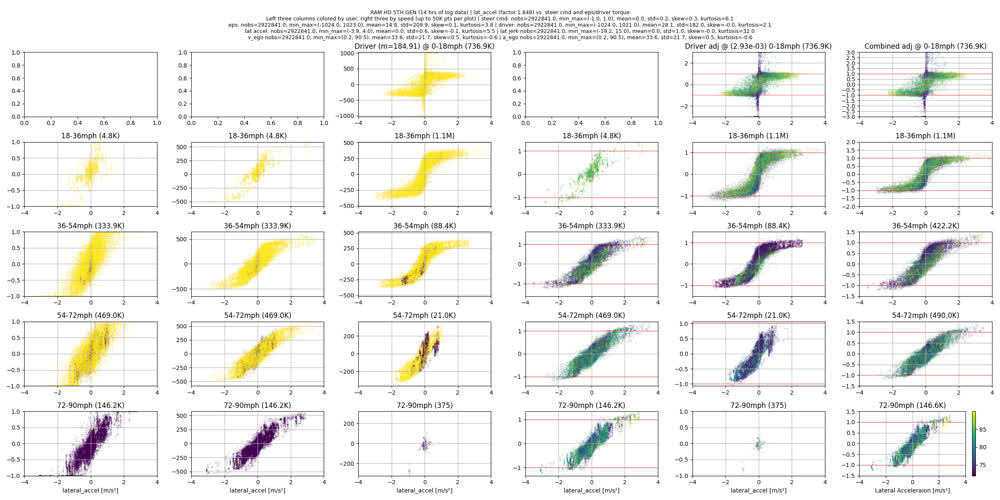 RAM HD 5TH GEN (14 hrs of log data) | lat_accel (factor 1.848) vs. steer cmd and eps/driver torque
Left three columns colored by user, right three by speed (up to 50K pts per plot) | steer cmd: nobs=2922841.0, min_max=(-1.0, 1.0), mean=0.0, std=0.2, skew=0.3, kurtosis=6.1
eps: nobs=2922841.0, min_max=(-1024.0, 1023.0), mean=14.8, std=209.9, skew=0.1, kurtosis=3.8 | driver: nobs=2922841.0, min_max=(-1024.0, 1021.0), mean=28.1, std=182.0, skew=-0.0, kurtosis=2.1
lat accel: nobs=2922841.0, min_max=(-3.9, 4.0), mean=0.0, std=0.6, skew=-0.1, kurtosis=5.5 | lat jerk nobs=2922841.0, min_max=(-19.2, 15.0), mean=0.0, std=1.0, skew=-0.0, kurtosis=32.0
v_ego nobs=2922841.0, min_max=(0.2, 90.5), mean=33.6, std=21.7, skew=0.5, kurtosis=-0.6 | a_ego nobs=2922841.0, min_max=(0.2, 90.5), mean=33.6, std=21.7, skew=0.5, kurtosis=-0.6
Driver (m=184.91) @ 0-18mph (736.9K)
Driver adj @ (2.93e-03) 0-18mph (736.9K)
Combined adj @ 0-18mph (736.9K)
18-36mph (4.8K)
18-36mph (4.8K)
18-36mph (1.1M)
18-36mph (4.8K)
18-36mph (1.1M)
18-36mph (1.1M)
36-54mph (333.9K)
36-54mph (333.9K)
36-54mph (88.4K)
36-54mph (333.9K)
36-54mph (88.4K)
36-54mph (422.2K)
54-72mph (469.0K)
54-72mph (469.0K)
54-72mph (21.0K)
54-72mph (469.0K)
54-72mph (21.0K)
54-72mph (490.0K)
72-90mph (146.2K)
72-90mph (146.2K)
72-90mph (375)
72-90mph (146.2K)
72-90mph (375)
72-90mph (146.6K)
lateral_accel [m/s²]
lateral_accel [m/s²]
lateral_accel [m/s²]
lateral_accel [m/s²]
lateral_accel [m/s²]
Lateral Acceleraion [m/s²]